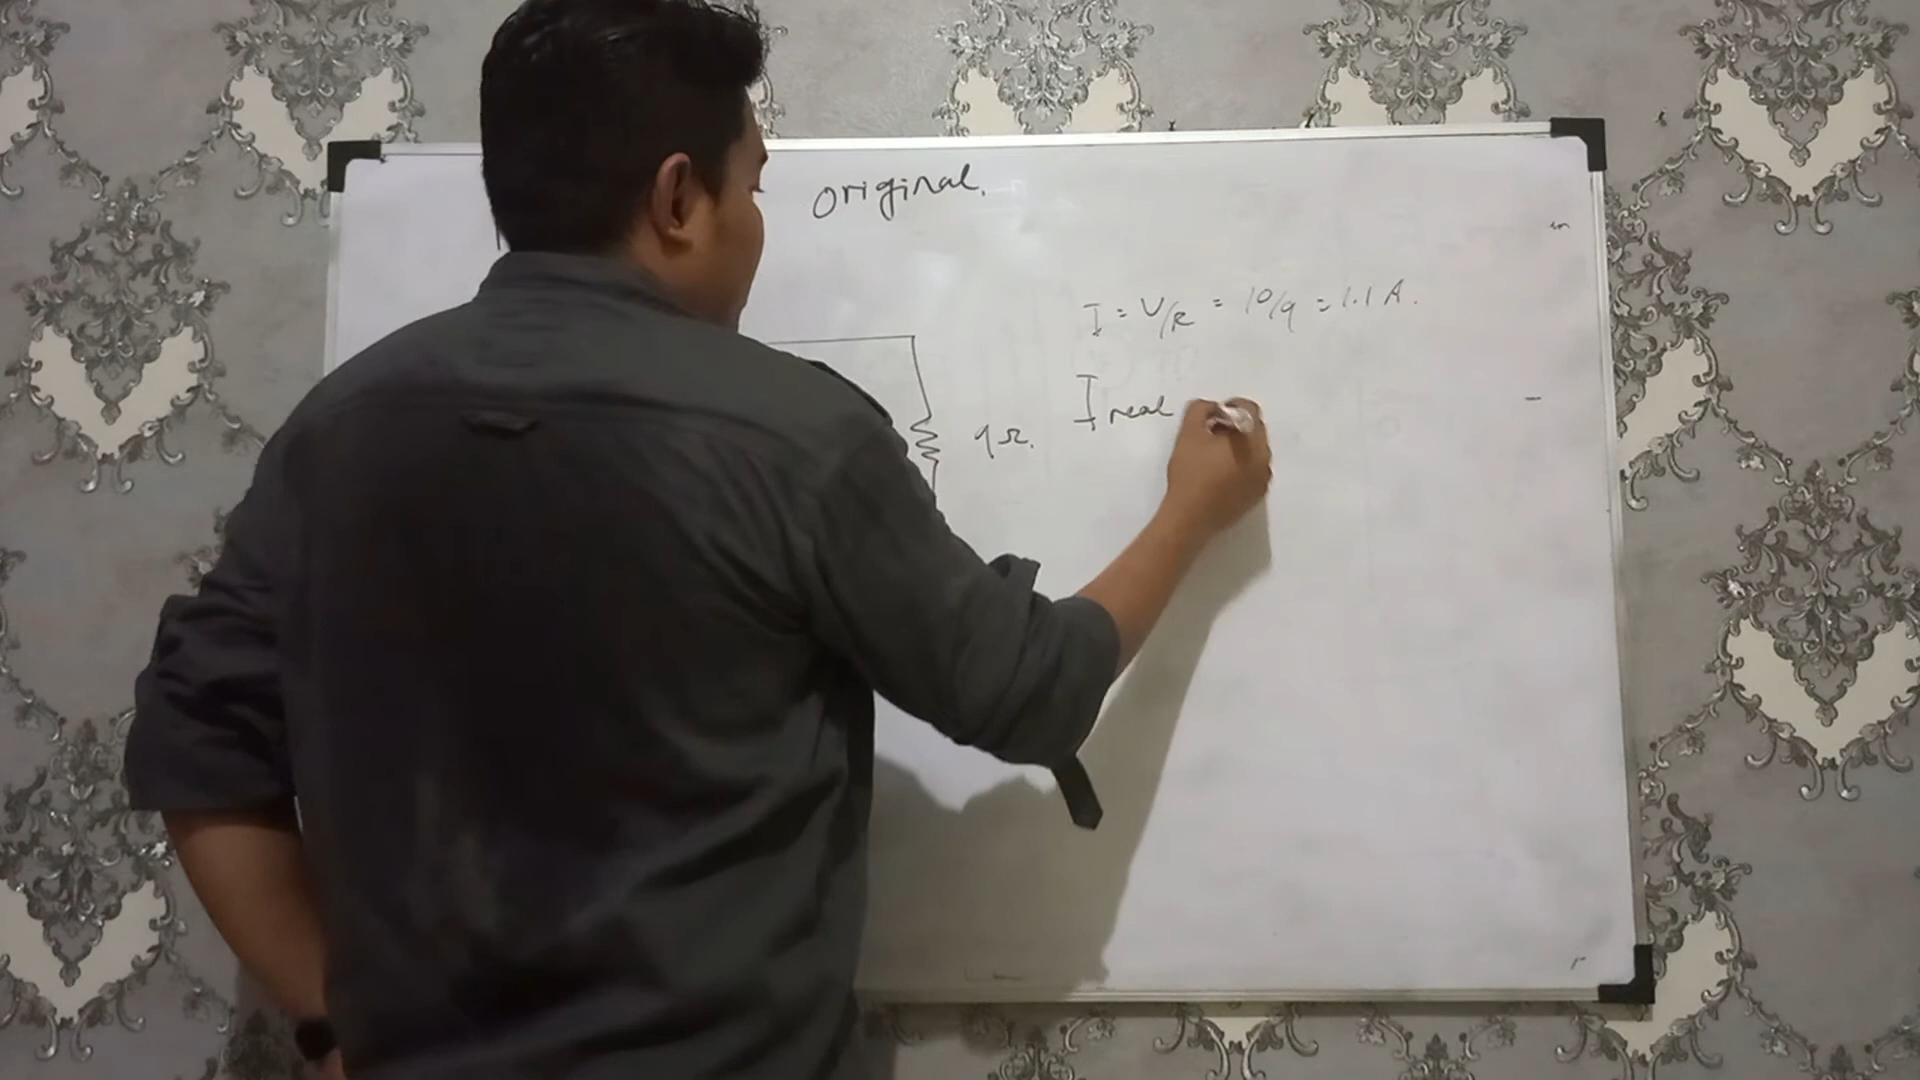 original.
I = V/R = 10/9 = 1.1 A.
I real
9Ω.